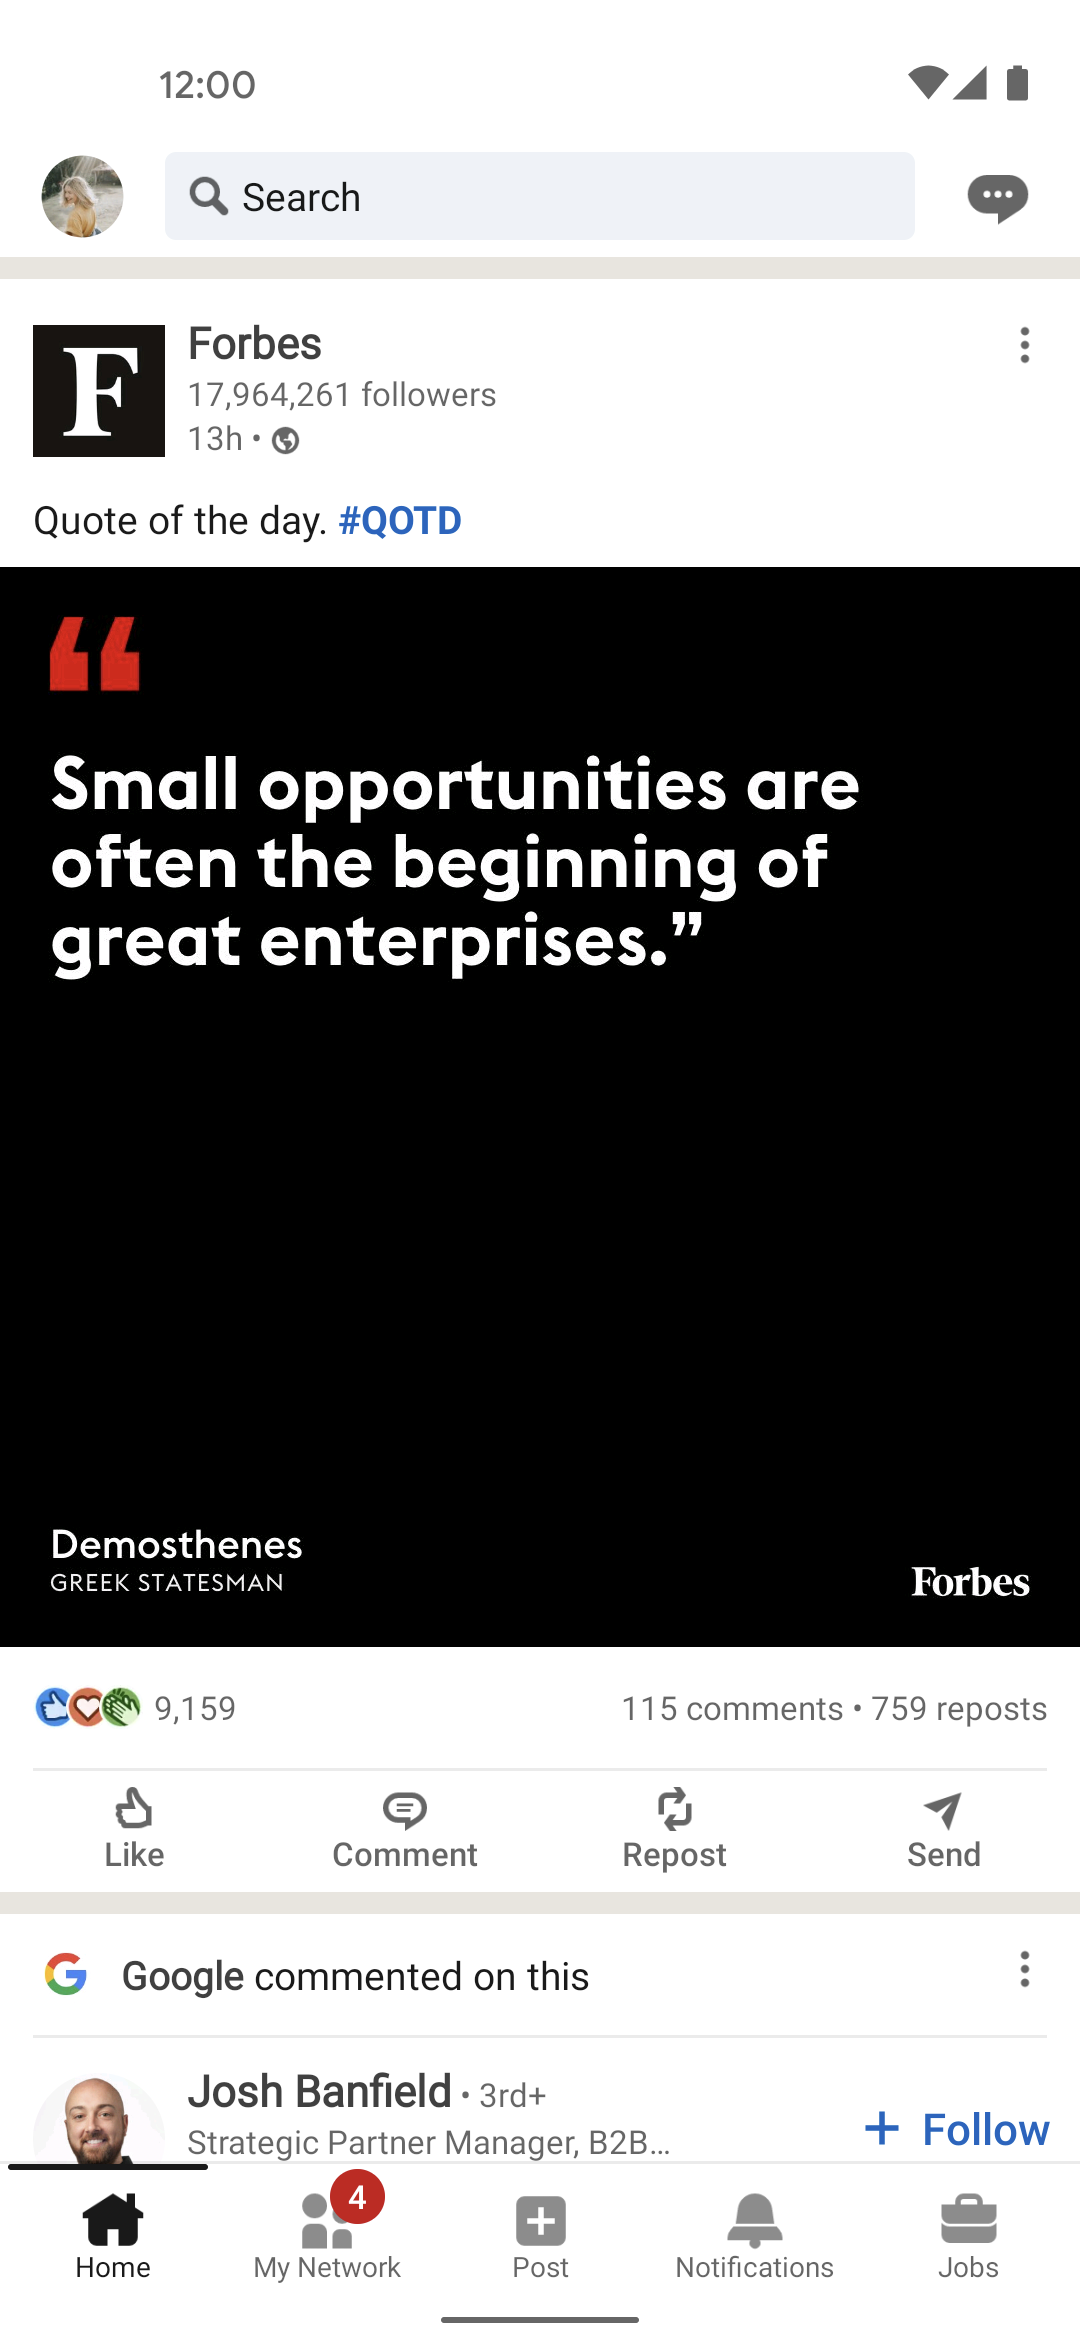 12:00
Search
Forbes
17,964,261 followers
13h •
Quote of the day. #QOTD
“
Small opportunities are
often the beginning of
great enterprises.”
Demosthenes
GREEK STATESMAN
Forbes
9,159
115 comments • 759 reposts
Like
Comment
Repost
Send
Google commented on this
Josh Banfield • 3rd+
Strategic Partner Manager, B2B...
+ Follow
4
Home
My Network
Post
Notifications
Jobs